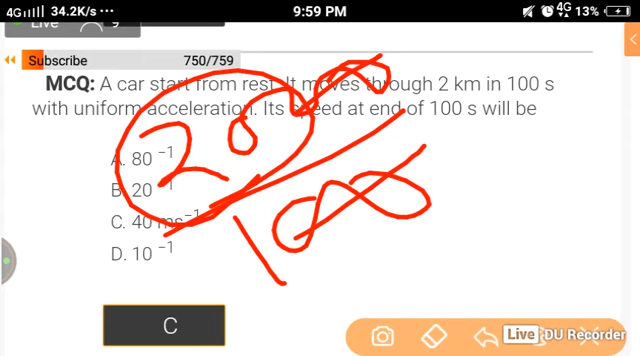 4G 34.2K/s ... 9:59 PM 4G 13%
Live 9
Subscribe 750/759
MCQ: A car start from rest. It moves through 2 km in 100 s
with uniform acceleration. Its speed at end of 100 s will be
A. 80 ⁻¹
B. 20 ⁻¹
C. 40 ms⁻¹
D. 10 ⁻¹
2000
100
C
Live DU Recorder